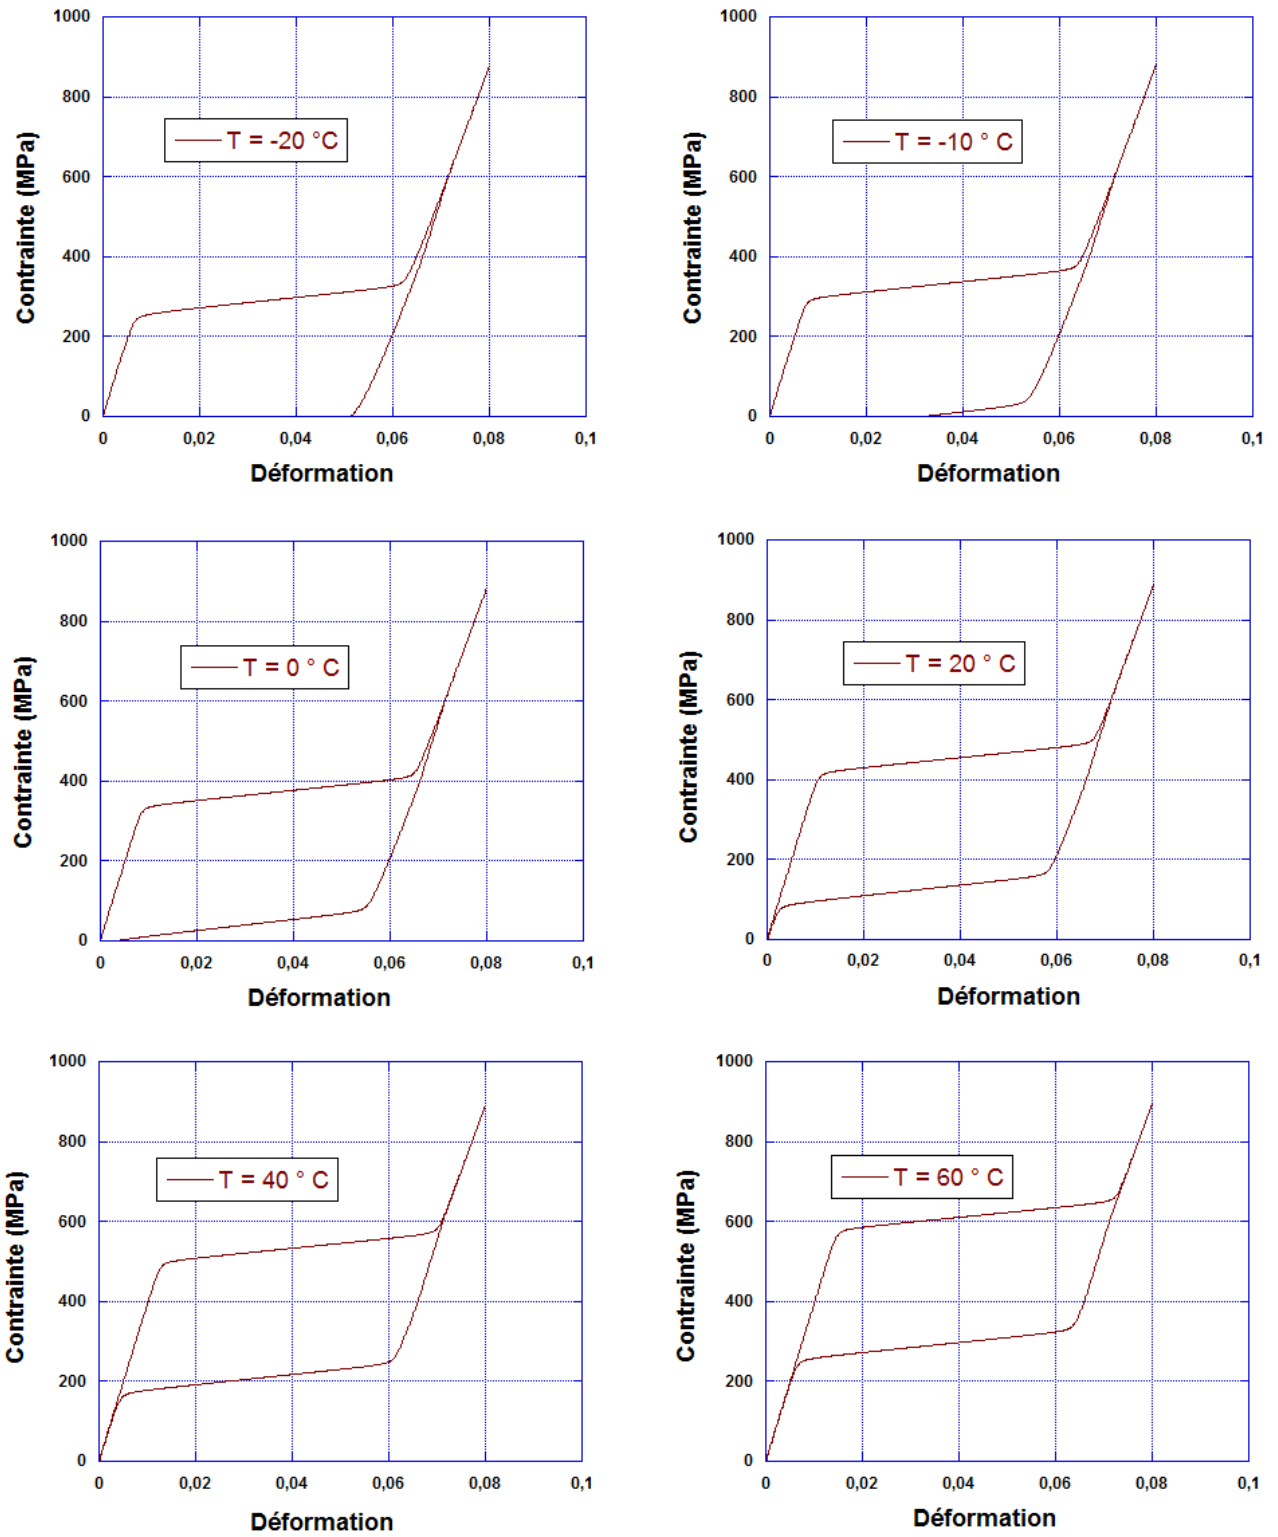 1000
800
600
400
200
0
Contrainte (MPa)
T = -20 °C
0 0,02 0,04 0,06 0,08 0,1
Déformation
1000
800
600
400
200
0
Contrainte (MPa)
T = -10 ° C
0 0,02 0,04 0,06 0,08 0,1
Déformation
1000
800
600
400
200
0
Contrainte (MPa)
T = 0 ° C
0 0,02 0,04 0,06 0,08 0,1
Déformation
1000
800
600
400
200
0
Contrainte (MPa)
T = 20 ° C
0 0,02 0,04 0,06 0,08 0,1
Déformation
1000
800
600
400
200
0
Contrainte (MPa)
T = 40 ° C
0 0,02 0,04 0,06 0,08 0,1
Déformation
1000
800
600
400
200
0
Contrainte (MPa)
T = 60 ° C
0 0,02 0,04 0,06 0,08 0,1
Déformation